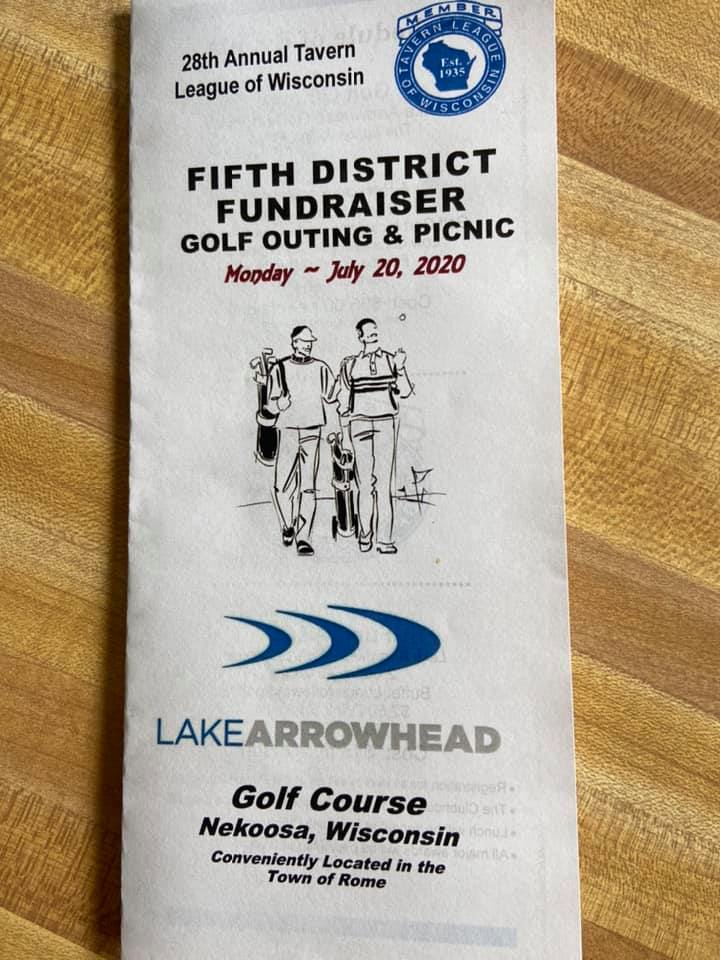 28th Annual Tavern
League of Wisconsin
MEMBER
TAVERN LEAGUE
Est.
1935
OF WISCONSIN
FIFTH DISTRICT
FUNDRAISER
GOLF OUTING & PICNIC
Monday ~ July 20, 2020
LAKEARROWHEAD
Golf Course
Nekoosa, Wisconsin
Conveniently Located in the
Town of Rome